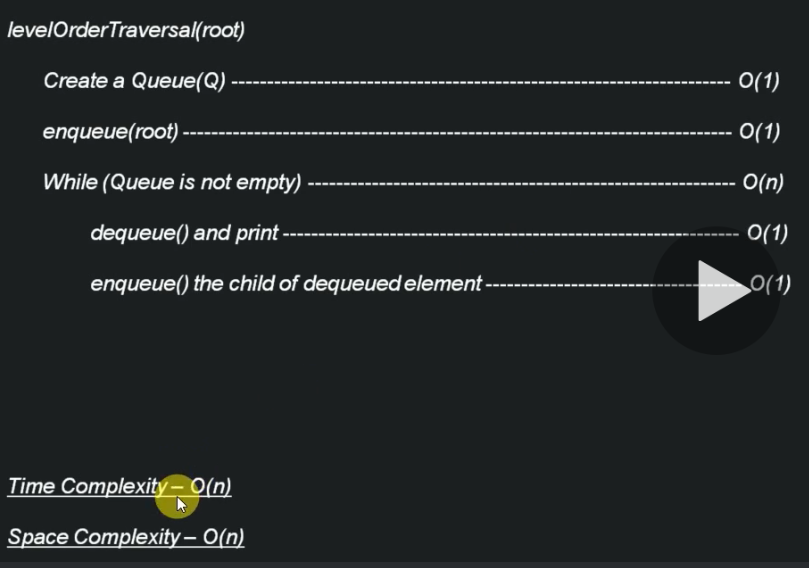 levelOrderTraversal(root)
Create a Queue(Q) ---------------------------------------------------------------------- O(1)
enqueue(root) ----------------------------------------------------------------------------- O(1)
While (Queue is not empty) ------------------------------------------------------------ O(n)
dequeue() and print ---------------------------------------------------------------- O(1)
enqueue() the child of dequeued element ------------------------------------ O(1)
Time Complexity – O(n)
Space Complexity – O(n)